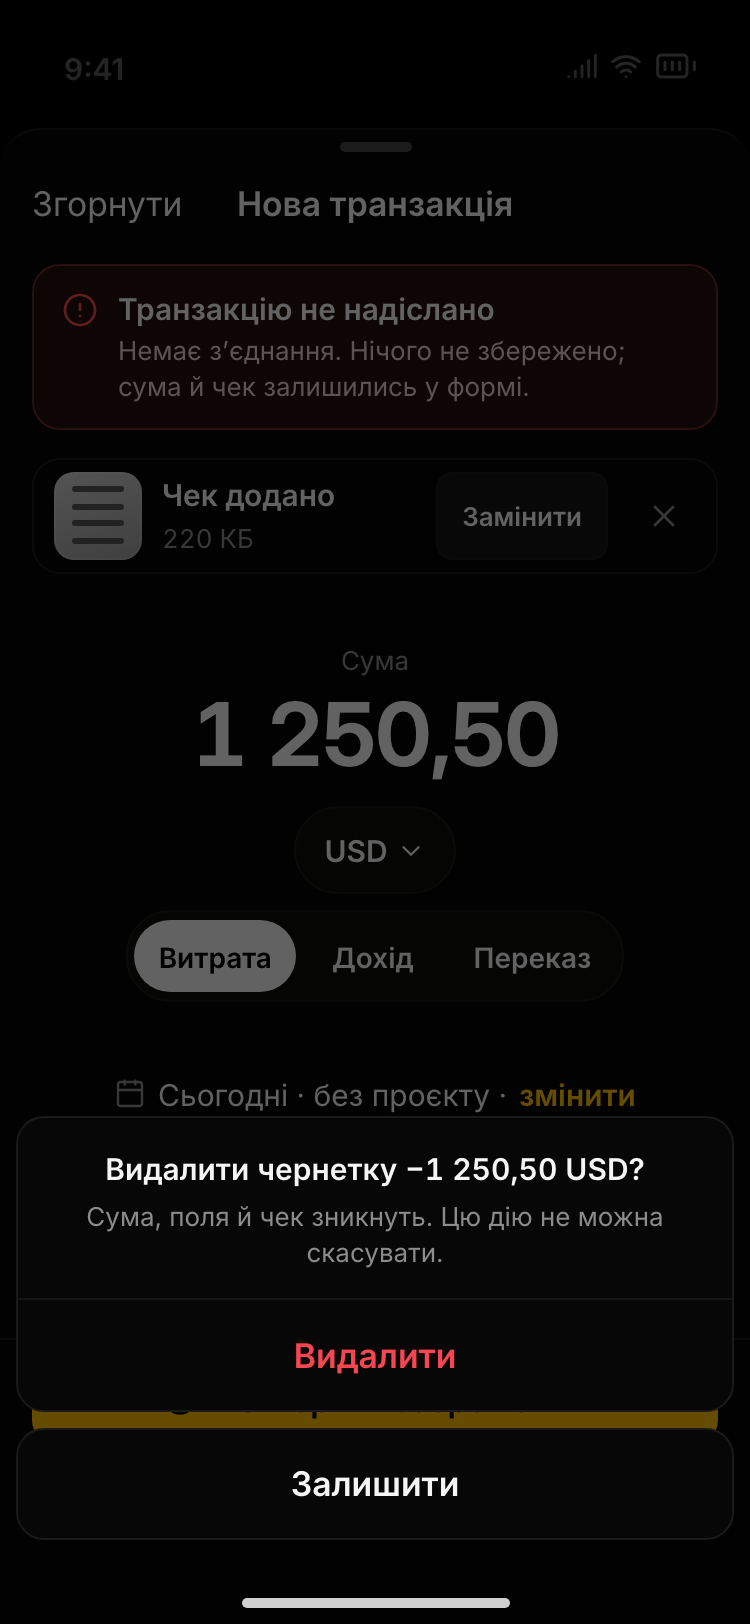 9:41
Згорнути
Нова транзакція
Транзакцію не надіслано
Немає з’єднання. Нічого не збережено;
сума й чек залишились у формі.
Чек додано
220 КБ
Замінити
Сума
1 250,50
USD
Витрата
Дохід
Переказ
Сьогодні · без проєкту · змінити
Видалити чернетку −1 250,50 USD?
Сума, поля й чек зникнуть. Цю дію не можна
скасувати.
Видалити
Залишити